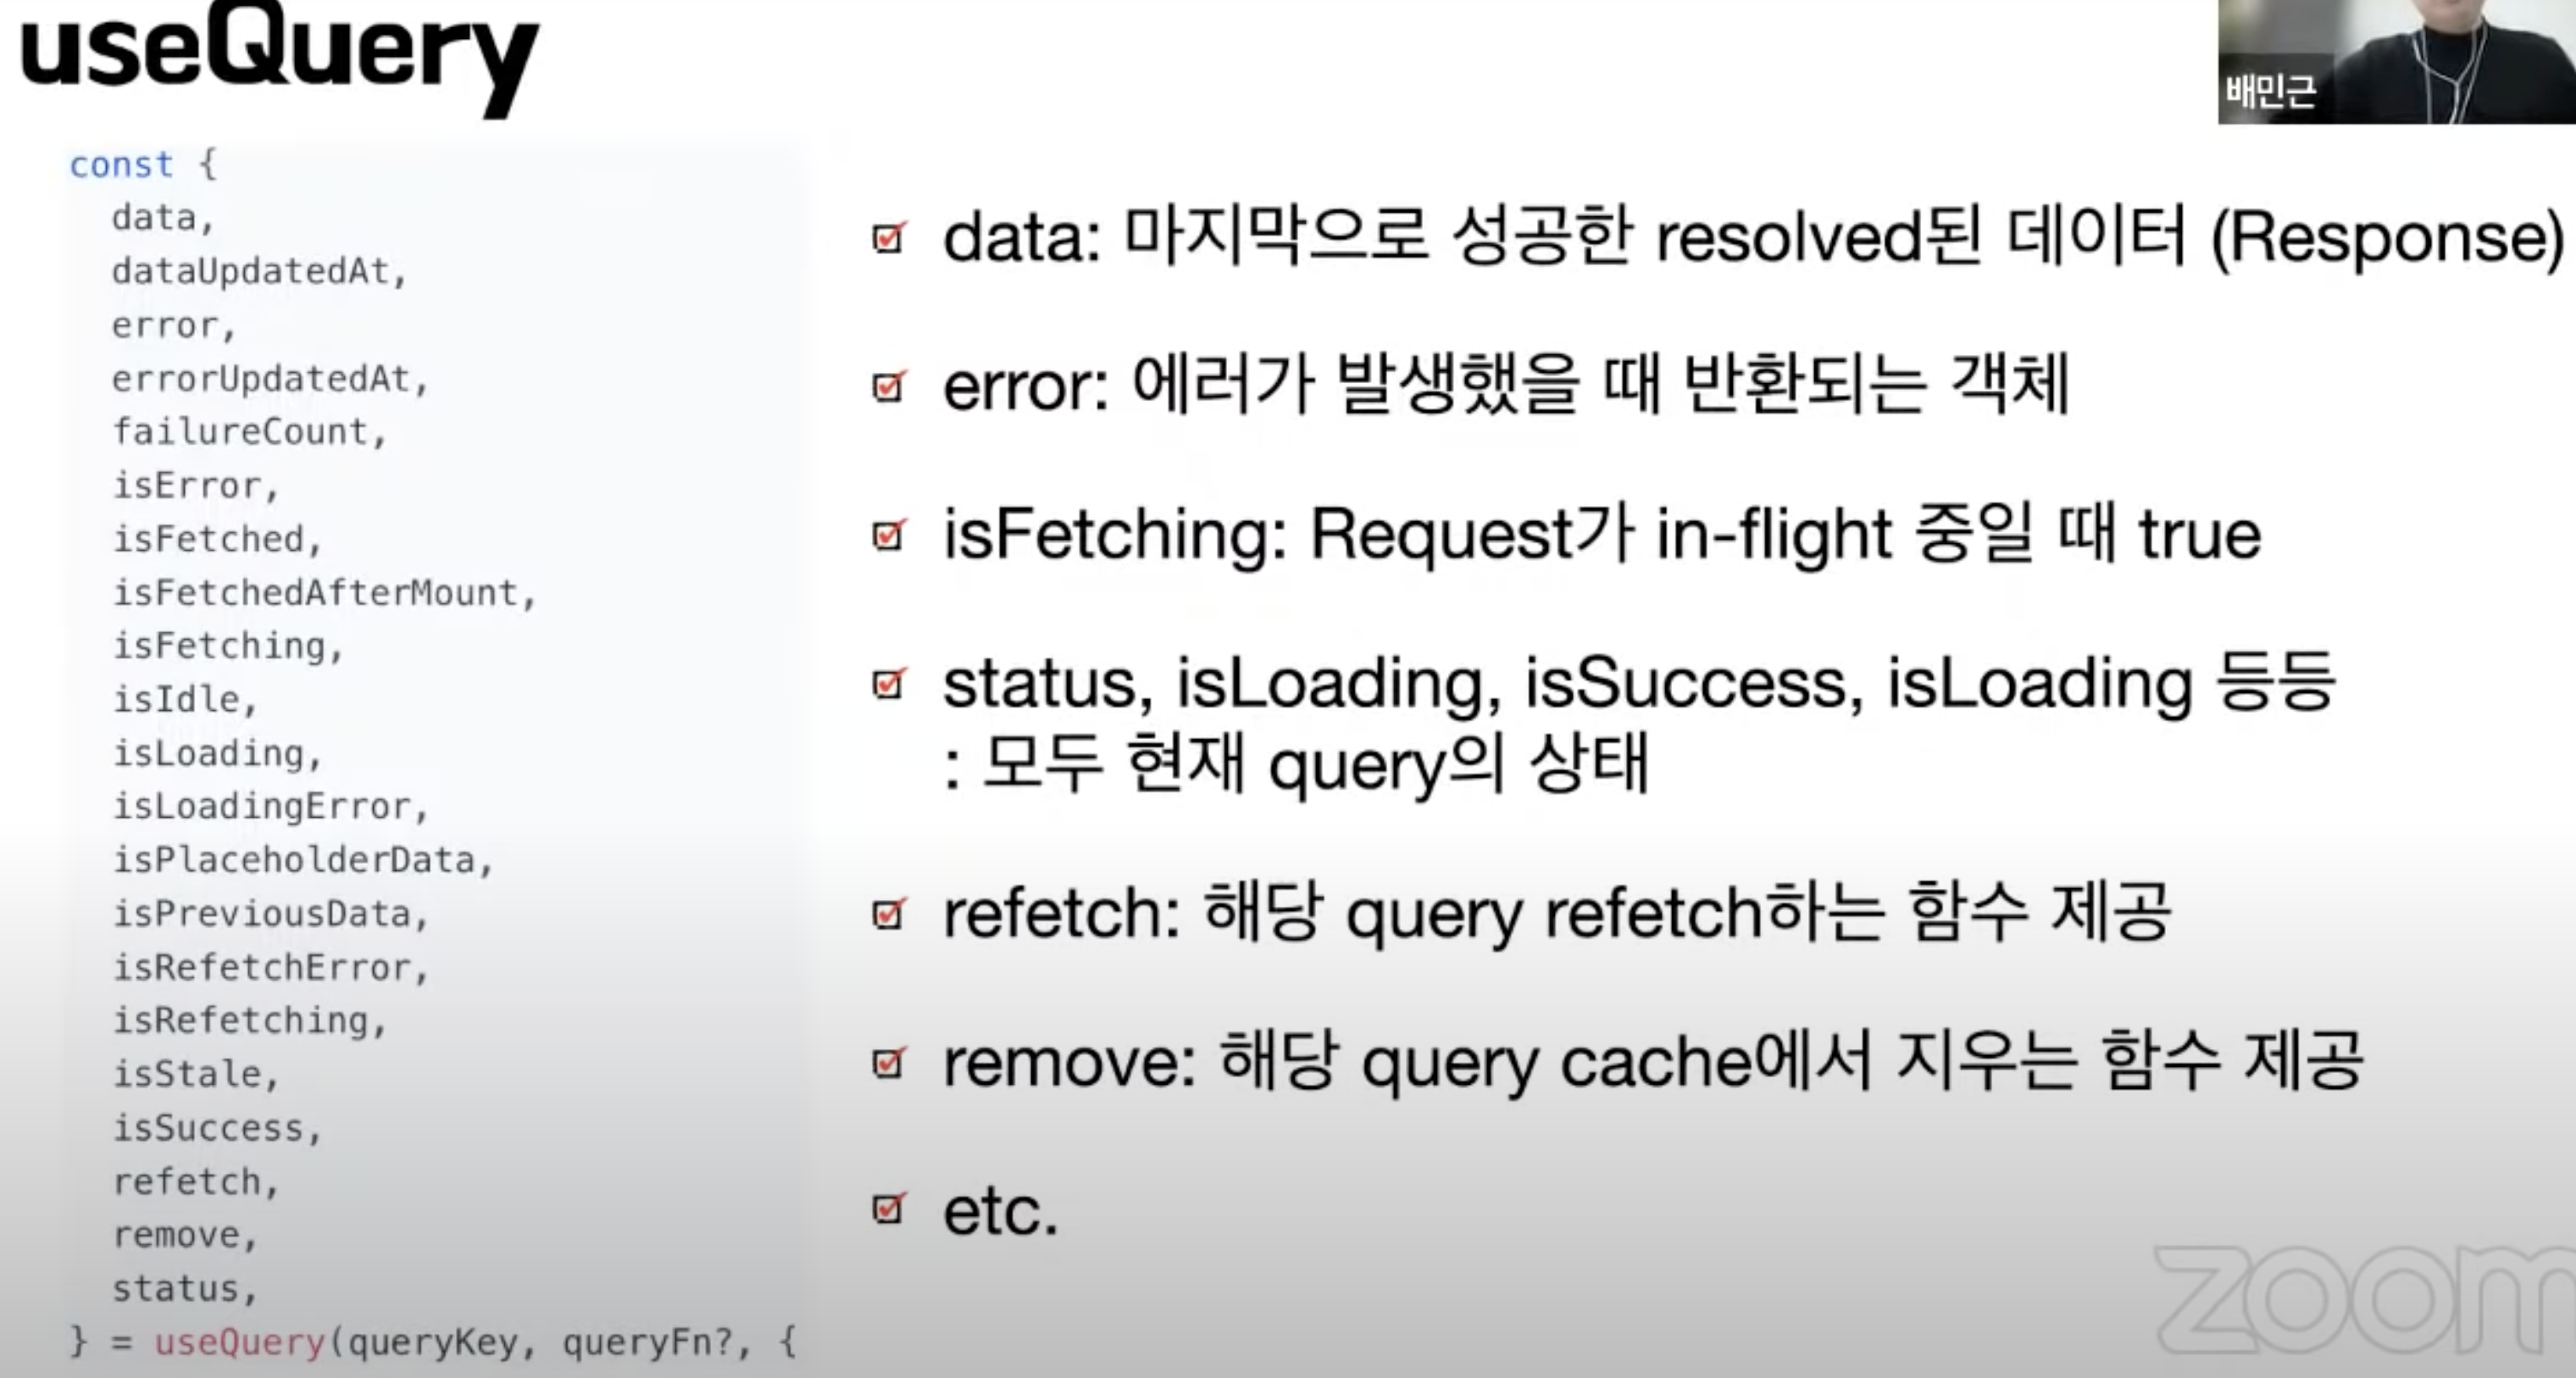 useQuery
배민근
const {
data,
dataUpdatedAt,
error,
errorUpdatedAt,
failureCount,
isError,
isFetched,
isFetchedAfterMount,
isFetching,
isIdle,
isLoading,
isLoadingError,
isPlaceholderData,
isPreviousData,
isRefetchError,
isRefetching,
isStale,
isSuccess,
refetch,
remove,
status,
} = useQuery(queryKey, queryFn?, {
data: 마지막으로 성공한 resolved된 데이터 (Response)
error: 에러가 발생했을 때 반환되는 객체
isFetching: Request가 in-flight 중일 때 true
status, isLoading, isSuccess, isLoading 등등
: 모두 현재 query의 상태
refetch: 해당 query refetch하는 함수 제공
remove: 해당 query cache에서 지우는 함수 제공
etc.
zoom